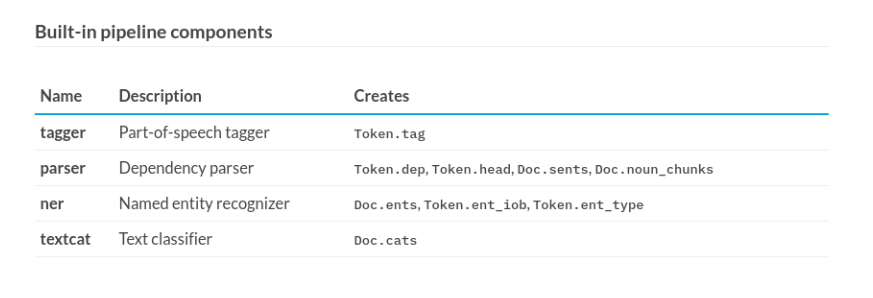 Built-in pipeline components
Name Description Creates
tagger Part-of-speech tagger Token.tag
parser Dependency parser Token.dep, Token.head, Doc.sents, Doc.noun_chunks
ner Named entity recognizer Doc.ents, Token.ent_iob, Token.ent_type
textcat Text classifier Doc.cats